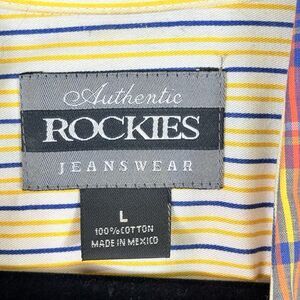 Authentic
ROCKIES
JEANSWEAR
L
100% COTTON
MADE IN MEXICO